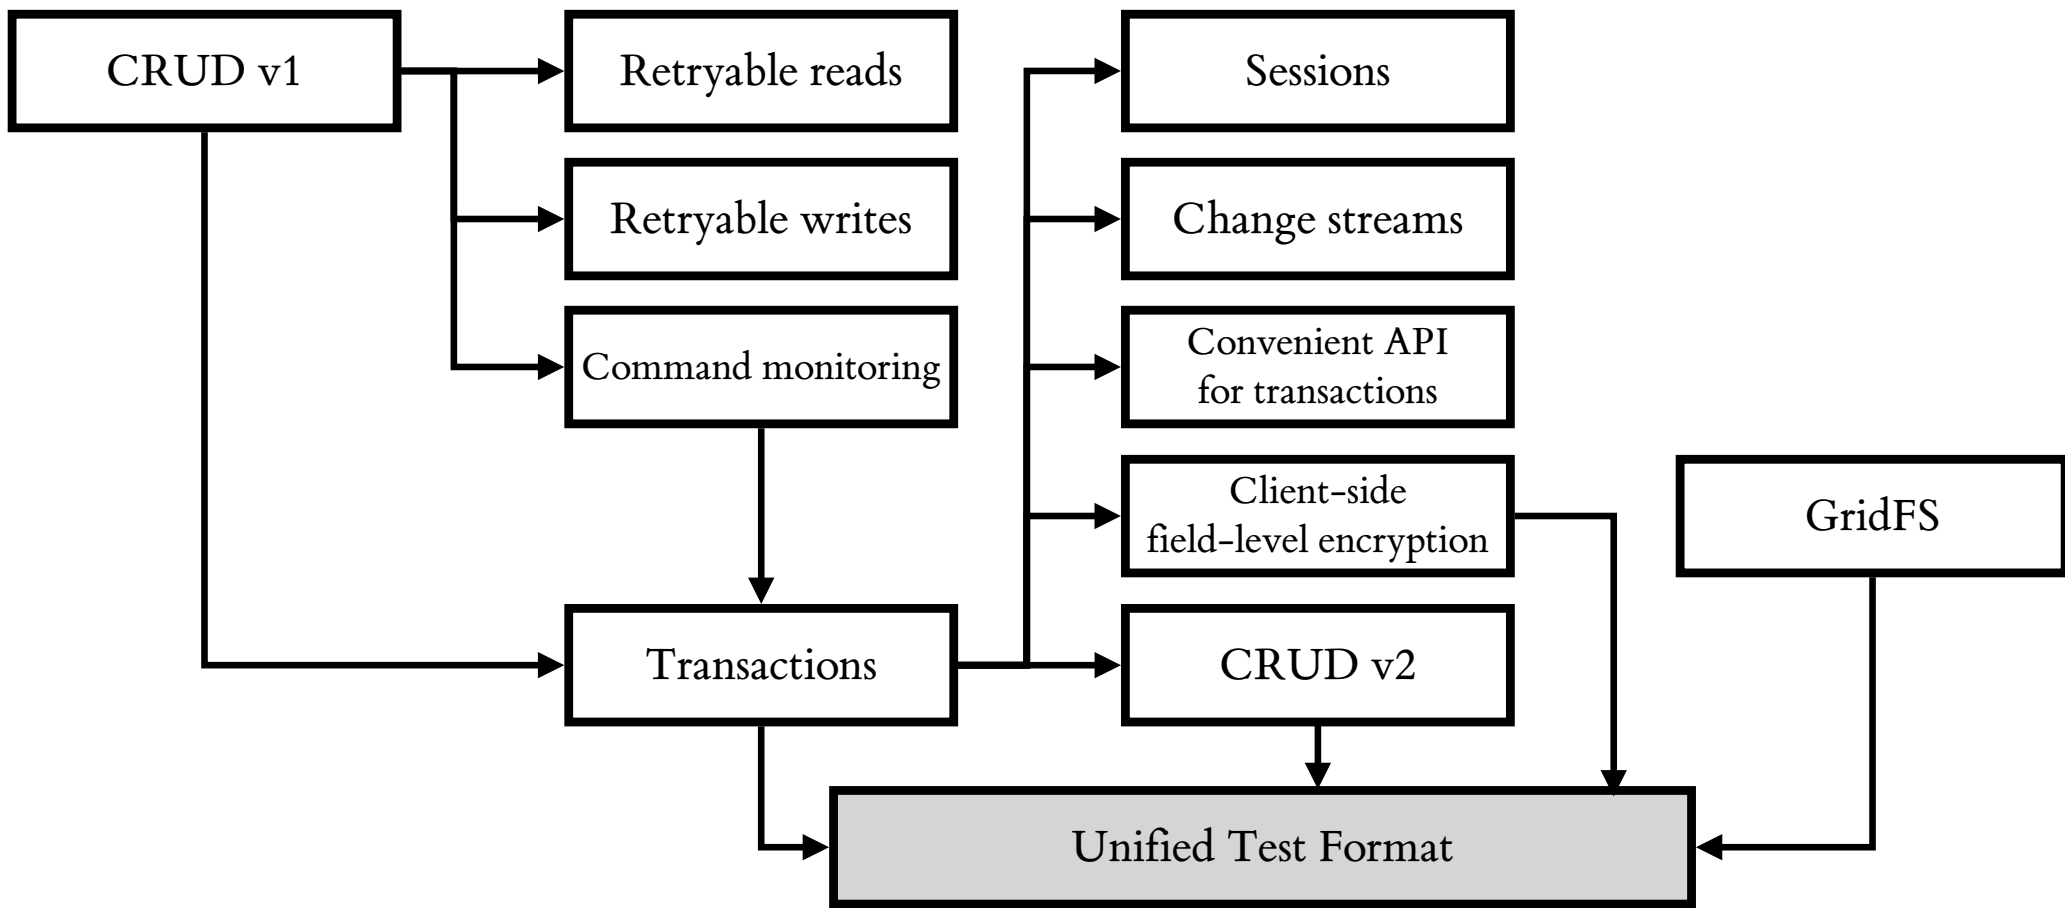 CRUD v1
Retryable reads
Sessions
Retryable writes
Change streams
Command monitoring
Convenient API
for transactions
Client-side
field-level encryption
GridFS
Transactions
CRUD v2
Unified Test Format